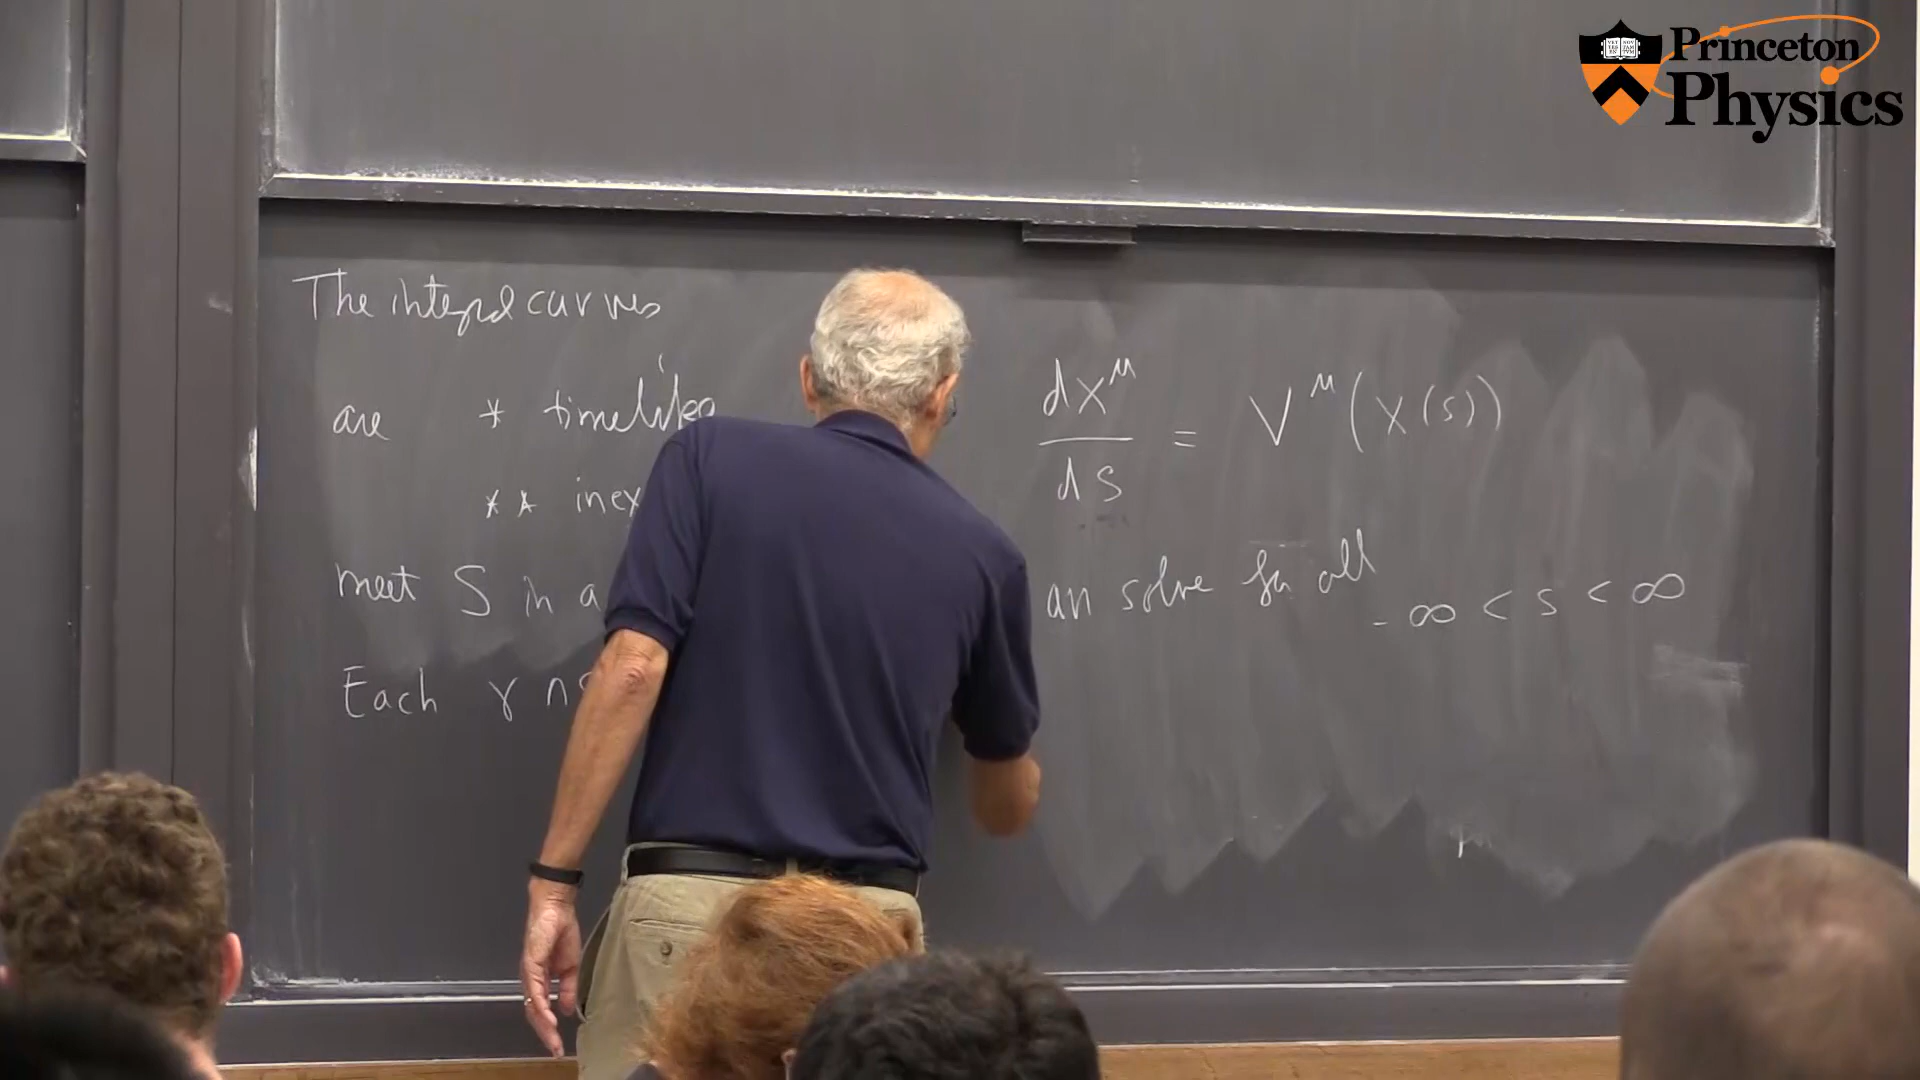 Princeton
Physics
The integral curves
are * timelike
** inex
meet S in a
Each γ ∩
dx^μ
/ds = V^μ(x(s))
an solve for all
-∞ < s < ∞